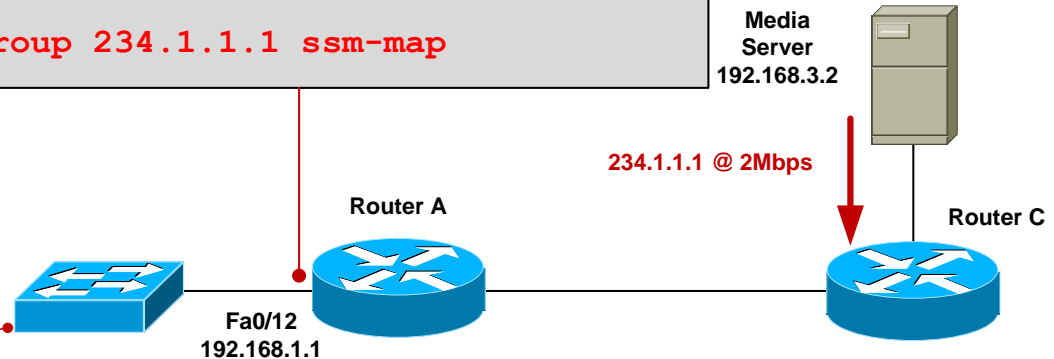 roup 234.1.1.1 ssm-map
Media
Server
192.168.3.2
234.1.1.1 @ 2Mbps
Router A
Router C
Fa0/12
192.168.1.1